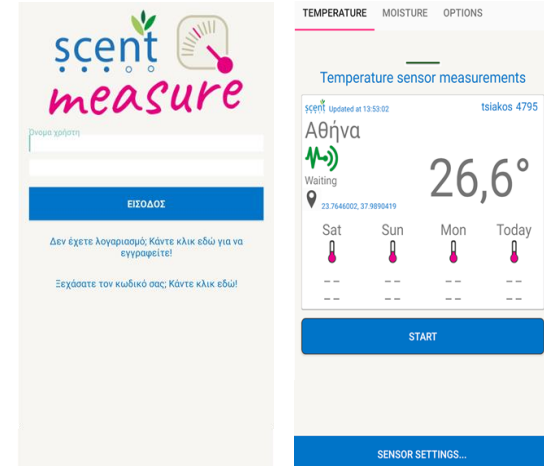 scent
measure
Όνομα χρήστη
ΕΙΣΟΔΟΣ
Δεν έχετε λογαριασμό; Κάντε κλικ εδώ για να
εγγραφείτε!
Ξεχάσατε τον κωδικό σας; Κάντε κλικ εδώ!
TEMPERATURE MOISTURE OPTIONS
Temperature sensor measurements
scent Updated at 13:53:02 tsiakos 4795
Αθήνα
26,6°
Waiting
23.7646002, 37.9890419
Sat Sun Mon Today
-- -- -- --
-- -- -- --
START
SENSOR SETTINGS...